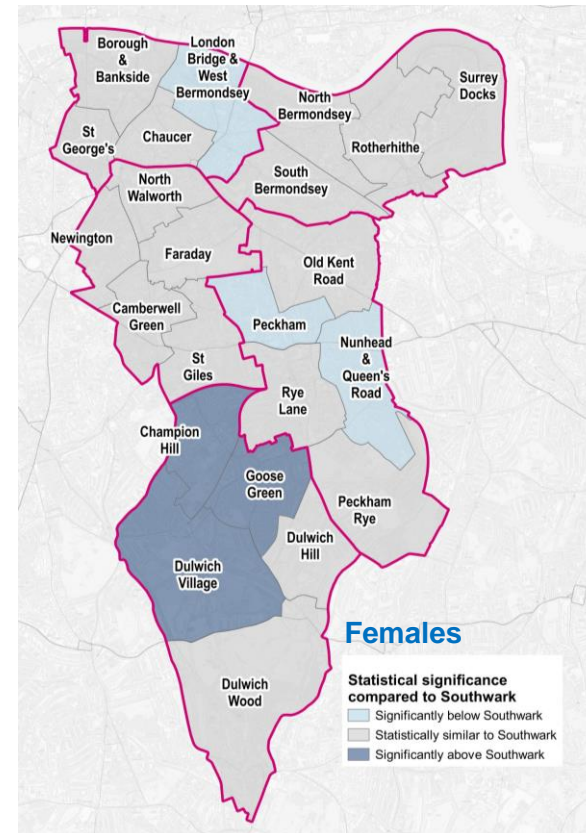 Borough
&
Bankside
London
Bridge &
West
Bermondsey
Surrey
Docks
North
Bermondsey
St
George's
Chaucer
Rotherhithe
South
Bermondsey
North
Walworth
Newington
Faraday
Old Kent
Road
Camberwell
Green
Peckham
Nunhead
&
Queen's
Road
St
Giles
Rye
Lane
Champion
Hill
Goose
Green
Peckham
Rye
Dulwich
Hill
Dulwich
Village
Females
Dulwich
Wood
Statistical significance
compared to Southwark
Significantly below Southwark
Statistically similar to Southwark
Significantly above Southwark